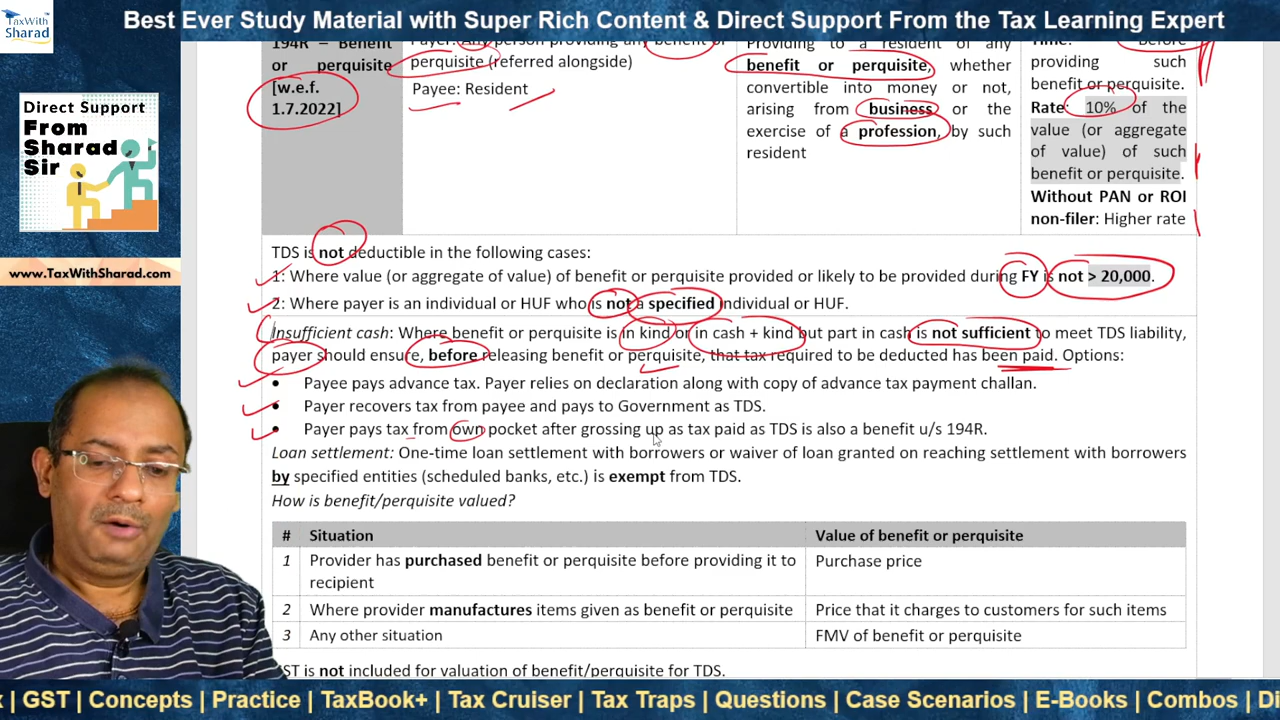 Best Ever Study Material with Super Rich Content & Direct Support From the Tax Learning Expert
Tax
With
Sharad
Direct Support
From
Sharad
Sir
www.TaxWithSharad.com
194R – Benefit
or perquisite
[w.e.f.
1.7.2022]
Payer: Any person providing any benefit or
perquisite (referred alongside)
Payee: Resident
Providing to a resident of any
benefit or perquisite, whether
convertible into money or not,
arising from business or the
exercise of a profession, by such
resident
Time: Before
providing such
benefit or perquisite.
Rate: 10% of the
value (or aggregate
of value) of such
benefit or perquisite.
Without PAN or ROI
non-filer: Higher rate
TDS is not deductible in the following cases:
1: Where value (or aggregate of value) of benefit or perquisite provided or likely to be provided during FY is not > 20,000.
2: Where payer is an individual or HUF who is not a specified individual or HUF.
Insufficient cash: Where benefit or perquisite is in kind or in cash + kind but part in cash is not sufficient to meet TDS liability,
payer should ensure, before releasing benefit or perquisite, that tax required to be deducted has been paid. Options:
• Payee pays advance tax. Payer relies on declaration along with copy of advance tax payment challan.
• Payer recovers tax from payee and pays to Government as TDS.
• Payer pays tax from own pocket after grossing up as tax paid as TDS is also a benefit u/s 194R.
Loan settlement: One-time loan settlement with borrowers or waiver of loan granted on reaching settlement with borrowers
by specified entities (scheduled banks, etc.) is exempt from TDS.
How is benefit/perquisite valued?
# Situation Value of benefit or perquisite
1 Provider has purchased benefit or perquisite before providing it to
recipient
Purchase price
2 Where provider manufactures items given as benefit or perquisite Price that it charges to customers for such items
3 Any other situation FMV of benefit or perquisite
GST is not included for valuation of benefit/perquisite for TDS.
| GST | Concepts | Practice | TaxBook+ | Tax Cruiser | Tax Traps | Questions | Case Scenarios | E-Books | Combos |